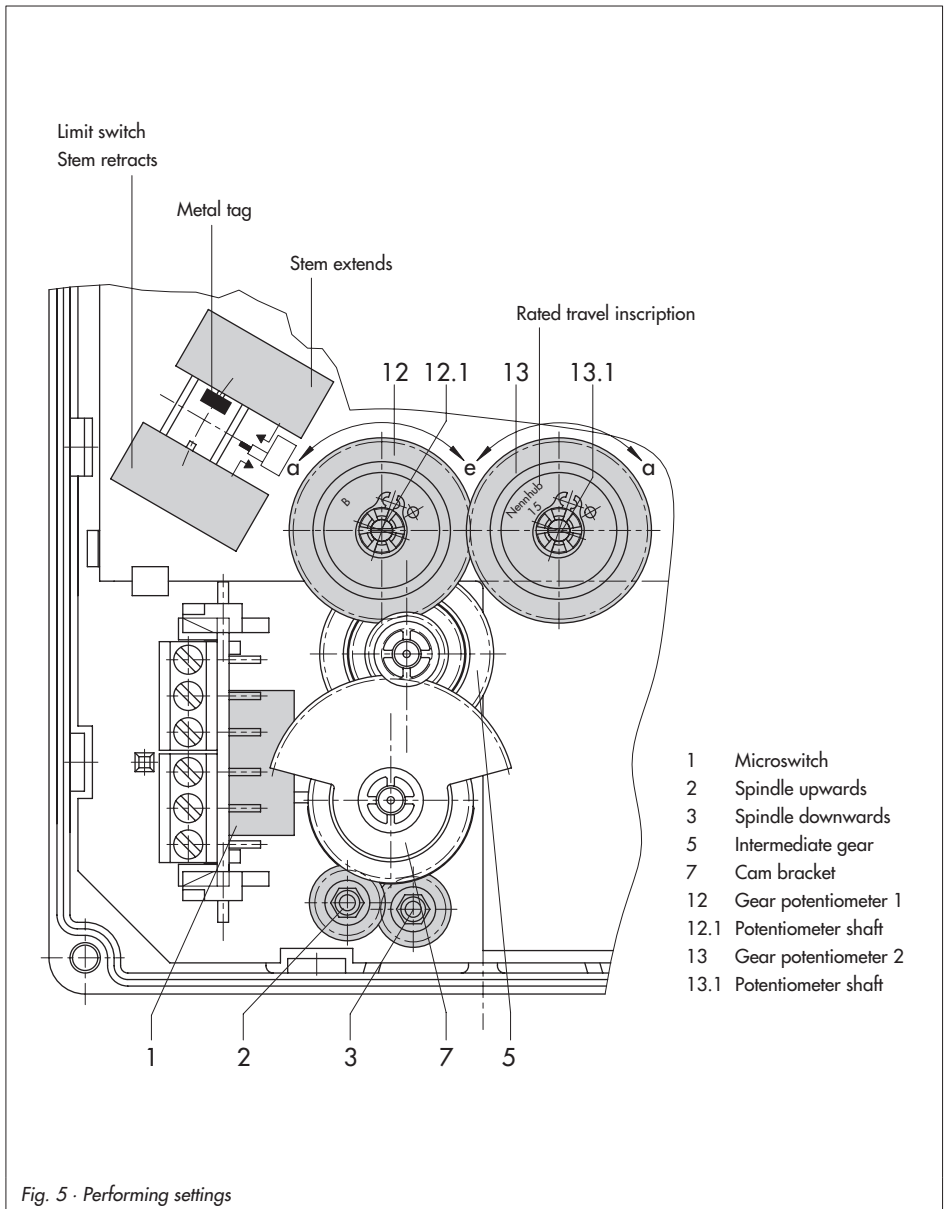 Limit switch
Stem retracts
Metal tag
Stem extends
Rated travel inscription
12 12.1 13 13.1
a e a
B
Nennhub
15
1 Microswitch
2 Spindle upwards
3 Spindle downwards
5 Intermediate gear
7 Cam bracket
12 Gear potentiometer 1
12.1 Potentiometer shaft
13 Gear potentiometer 2
13.1 Potentiometer shaft
1 2 3 7 5
Fig. 5 · Performing settings